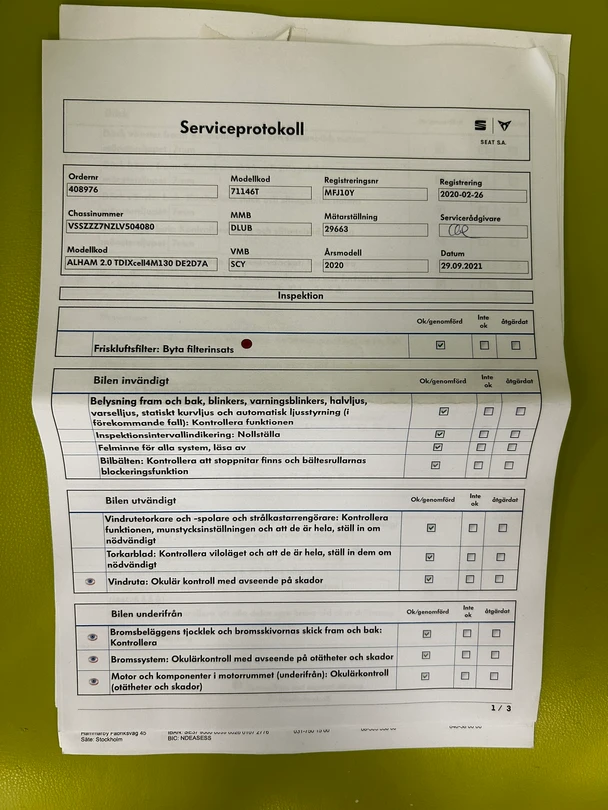 Serviceprotokoll
SEAT S.A.
Ordernr
408976
Modellkod
71146T
Registreringsnr
MFJ10Y
Registrering
2020-02-26
Chassinummer
VSSZZZ7NZLV504080
MMB
DLUB
Mätarställning
29663
Servicerådgivare
Modellkod
ALHAM 2.0 TDIXcell4M130 DE2D7A
VMB
SCY
Årsmodell
2020
Datum
29.09.2021
Inspektion
Ok/genomförd Inte ok åtgärdat
Friskluftsfilter: Byta filterinsats
Bilen invändigt Ok/genomförd Inte ok åtgärdat
Belysning fram och bak, blinkers, varningsblinkers, halvljus,
varselljus, statiskt kurvljus och automatisk ljusstyrning (i
förekommande fall): Kontrollera funktionen
Inspektionsintervallindikering: Nollställa
Felminne för alla system, läsa av
Bilbälten: Kontrollera att stoppnitar finns och bältesrullarnas
blockeringsfunktion
Bilen utvändigt Ok/genomförd Inte ok åtgärdat
Vindrutetorkare och -spolare och strålkastarrengörare: Kontrollera
funktionen, munstycksinställningen och att de är hela, ställ in om
nödvändigt
Torkarblad: Kontrollera viloläget och att de är hela, ställ in dem om
nödvändigt
Vindruta: Okulär kontroll med avseende på skador
Bilen underifrån Ok/genomförd Inte ok åtgärdat
Bromsbeläggens tjocklek och bromsskivornas skick fram och bak:
Kontrollera
Bromssystem: Okulärkontroll med avseende på otätheter och skador
Motor och komponenter i motorrummet (underifrån): Okulärkontroll
(otätheter och skador)
1 / 3
Hammarby Fabriksväg 45
Säte: Stockholm
BIC: NDEASESS